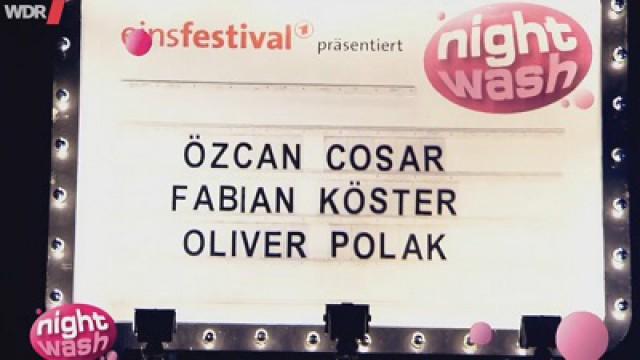 WDR
einsfestival präsentiert
night
wash
ÖZCAN COSAR
FABIAN KÖSTER
OLIVER POLAK
night
wash